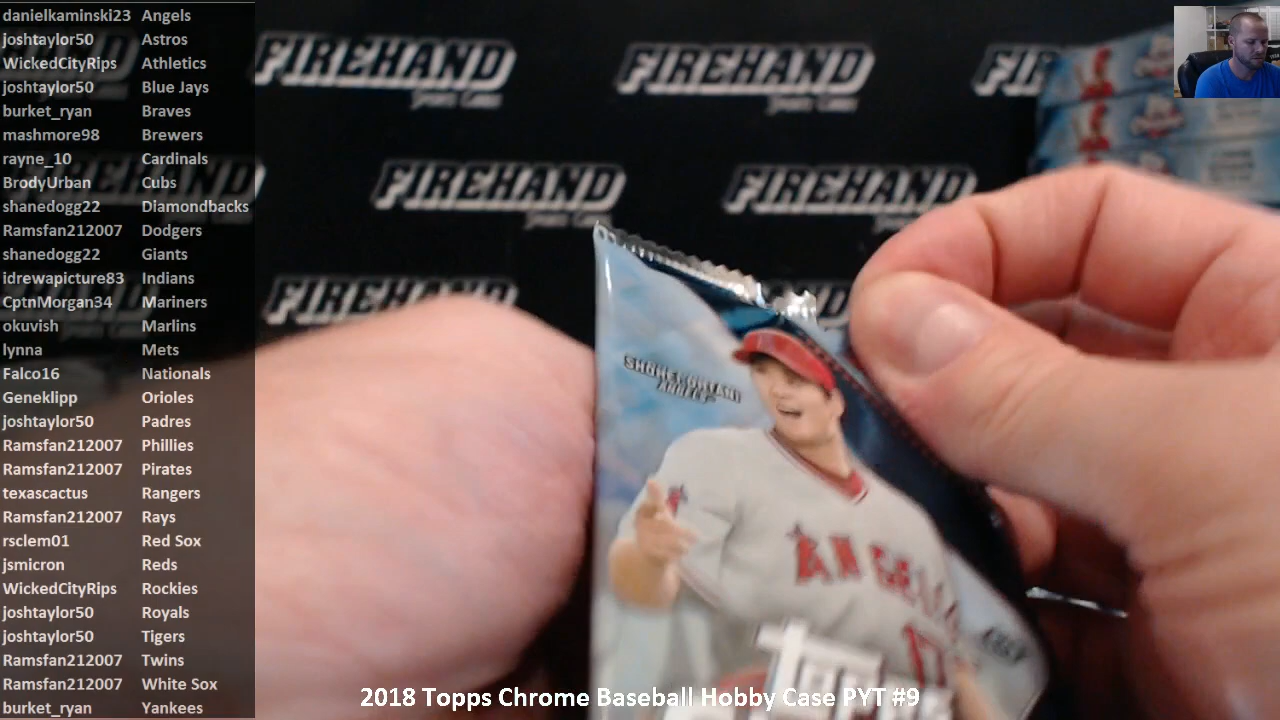 danielkaminski23 Angels
joshtaylor50 Astros
WickedCityRips Athletics
joshtaylor50 Blue Jays
burket_ryan Braves
mashmore98 Brewers
rayne_10 Cardinals
BrodyUrban Cubs
shanedogg22 Diamondbacks
Ramsfan212007 Dodgers
shanedogg22 Giants
idrewapicture83 Indians
CptnMorgan34 Mariners
okuvish Marlins
lynna Mets
Falco16 Nationals
Geneklipp Orioles
joshtaylor50 Padres
Ramsfan212007 Phillies
Ramsfan212007 Pirates
texascactus Rangers
Ramsfan212007 Rays
rsclem01 Red Sox
jsmicron Reds
WickedCityRips Rockies
joshtaylor50 Royals
joshtaylor50 Tigers
Ramsfan212007 Twins
Ramsfan212007 White Sox
burket_ryan Yankees
FIREHAND
FIREHAND
FIREHAND
FIREHAND
FIREHAND
SHOHEI OHTANI
ANGELS
ANGELS
17
2018 Topps Chrome Baseball Hobby Case PYT #9